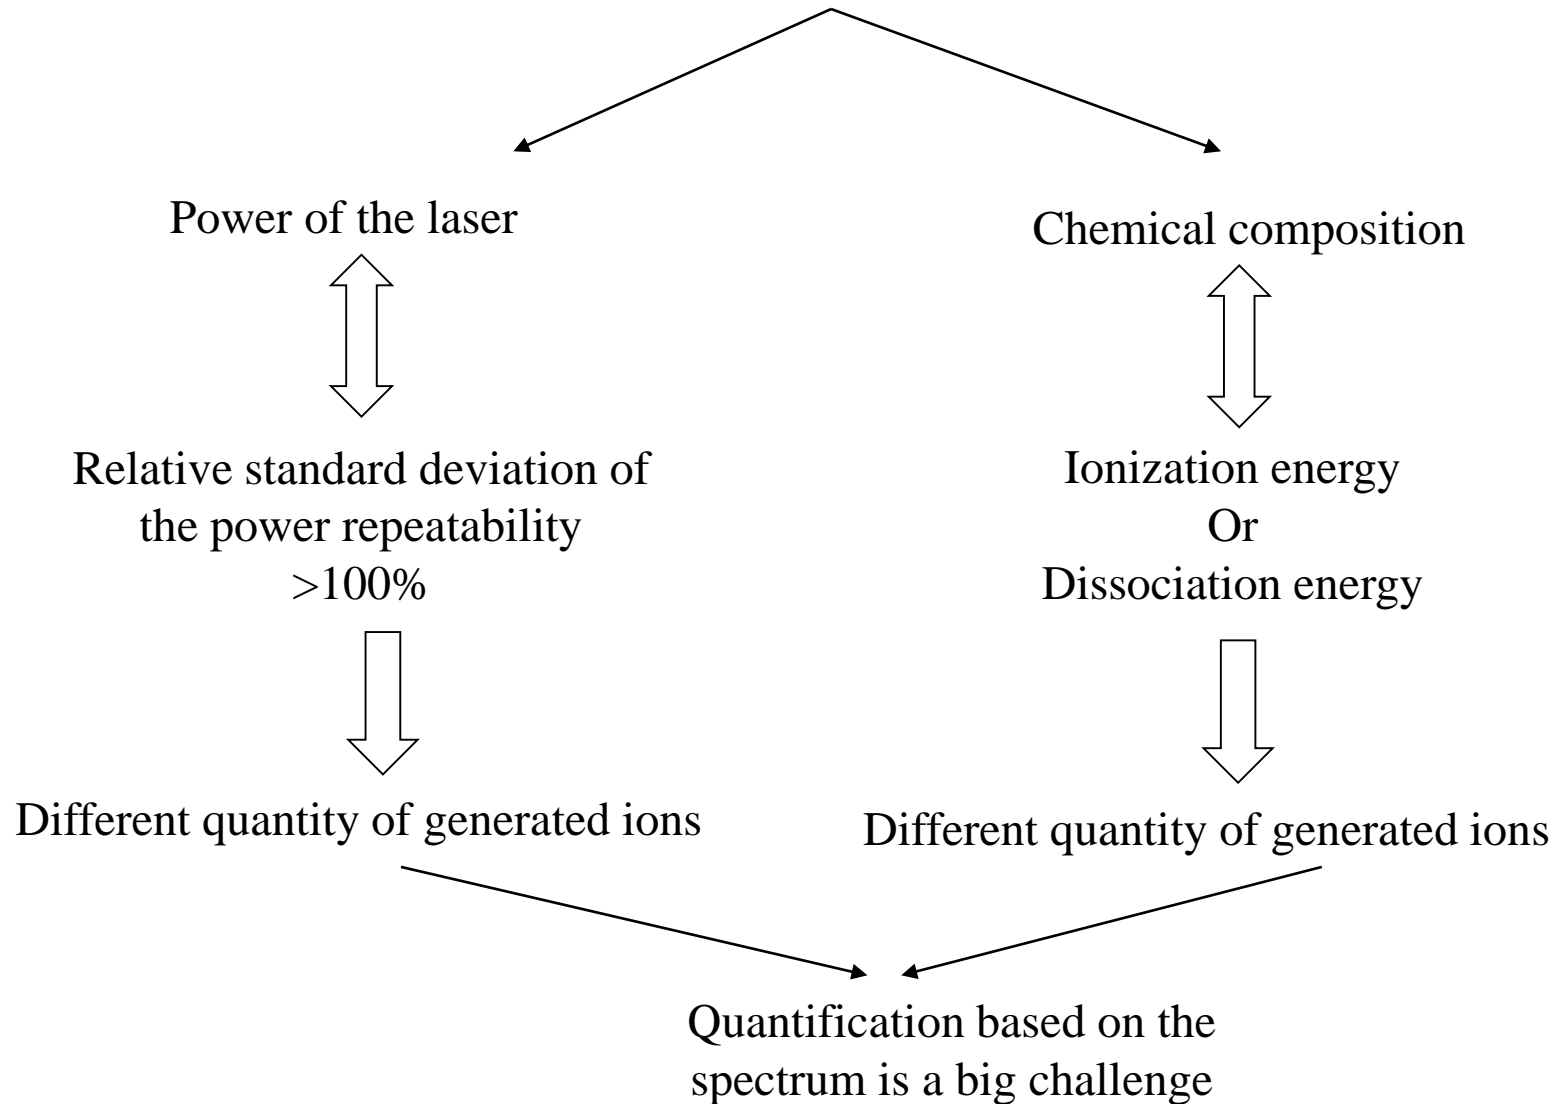 Power of the laser
Chemical composition
Relative standard deviation of
the power repeatability
>100%
Ionization energy
Or
Dissociation energy
Different quantity of generated ions
Different quantity of generated ions
Quantification based on the
spectrum is a big challenge